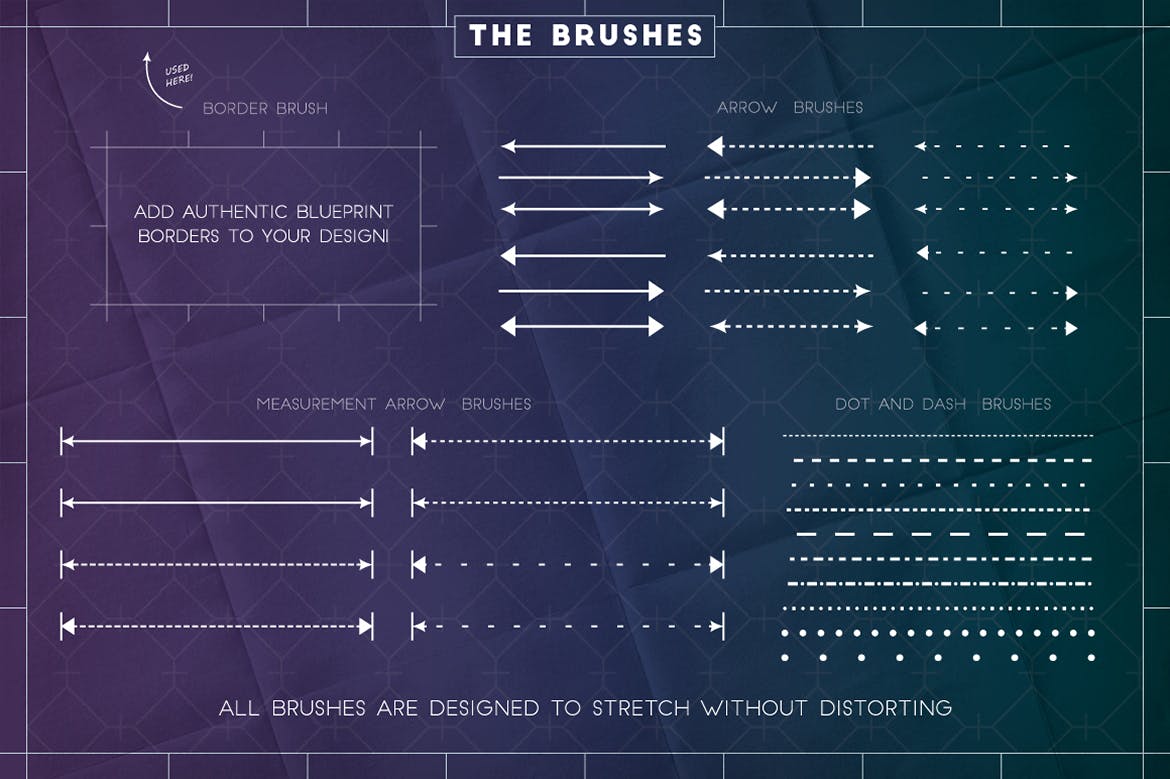 THE BRUSHES
USED
HERE!
BORDER BRUSH
ADD AUTHENTIC BLUEPRINT
BORDERS TO YOUR DESIGN!
ARROW BRUSHES
MEASUREMENT ARROW BRUSHES
DOT AND DASH BRUSHES
ALL BRUSHES ARE DESIGNED TO STRETCH WITHOUT DISTORTING